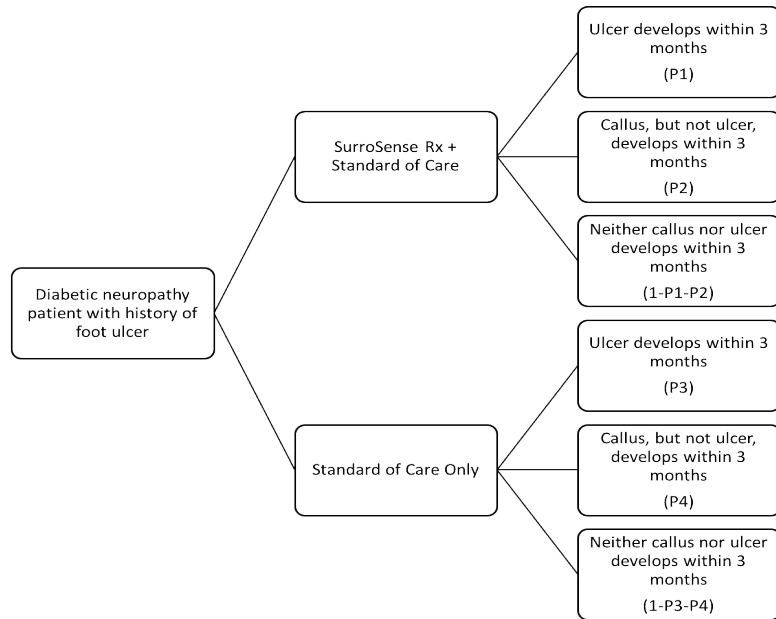 Ulcer develops within 3
months
(P1)
SurroSense Rx +
Standard of Care
Callus, but not ulcer,
develops within 3
months
(P2)
Neither callus nor ulcer
develops within 3
months
(1-P1-P2)
Diabetic neuropathy
patient with history of
foot ulcer
Ulcer develops within 3
months
(P3)
Standard of Care Only
Callus, but not ulcer,
develops within 3
months
(P4)
Neither callus nor ulcer
develops within 3
months
(1-P3-P4)